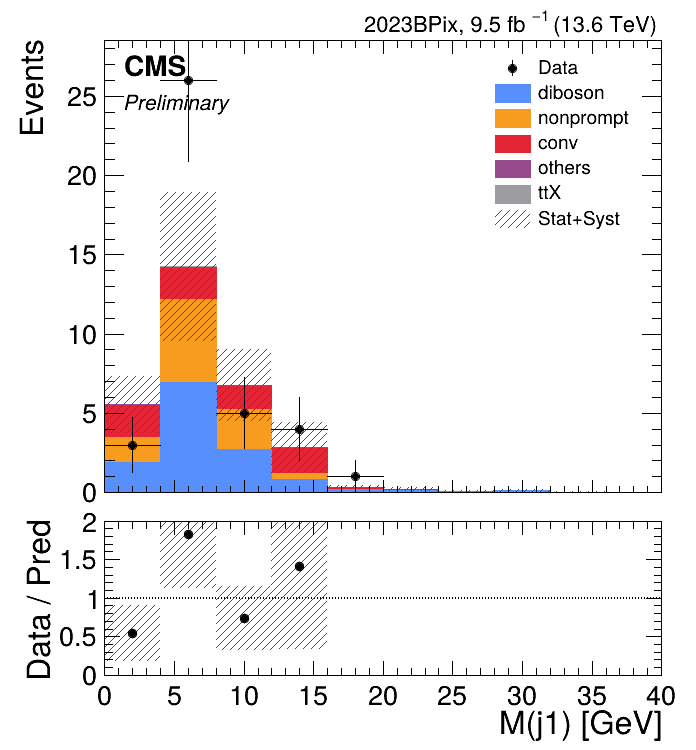 2023BPix, 9.5 fb⁻¹ (13.6 TeV)
Events
CMS
Preliminary
Data
diboson
nonprompt
conv
others
ttX
Stat+Syst
25
20
15
10
5
0
Data / Pred
2
1.5
1
0.5
0
0 5 10 15 20 25 30 35 40
M(j1) [GeV]